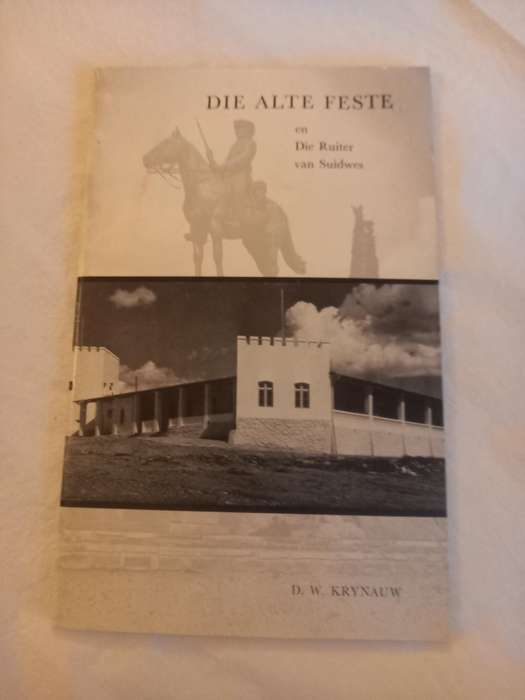 DIE ALTE FESTE
en
Die Ruiter
van Suidwes
D. W. KRYNAUW